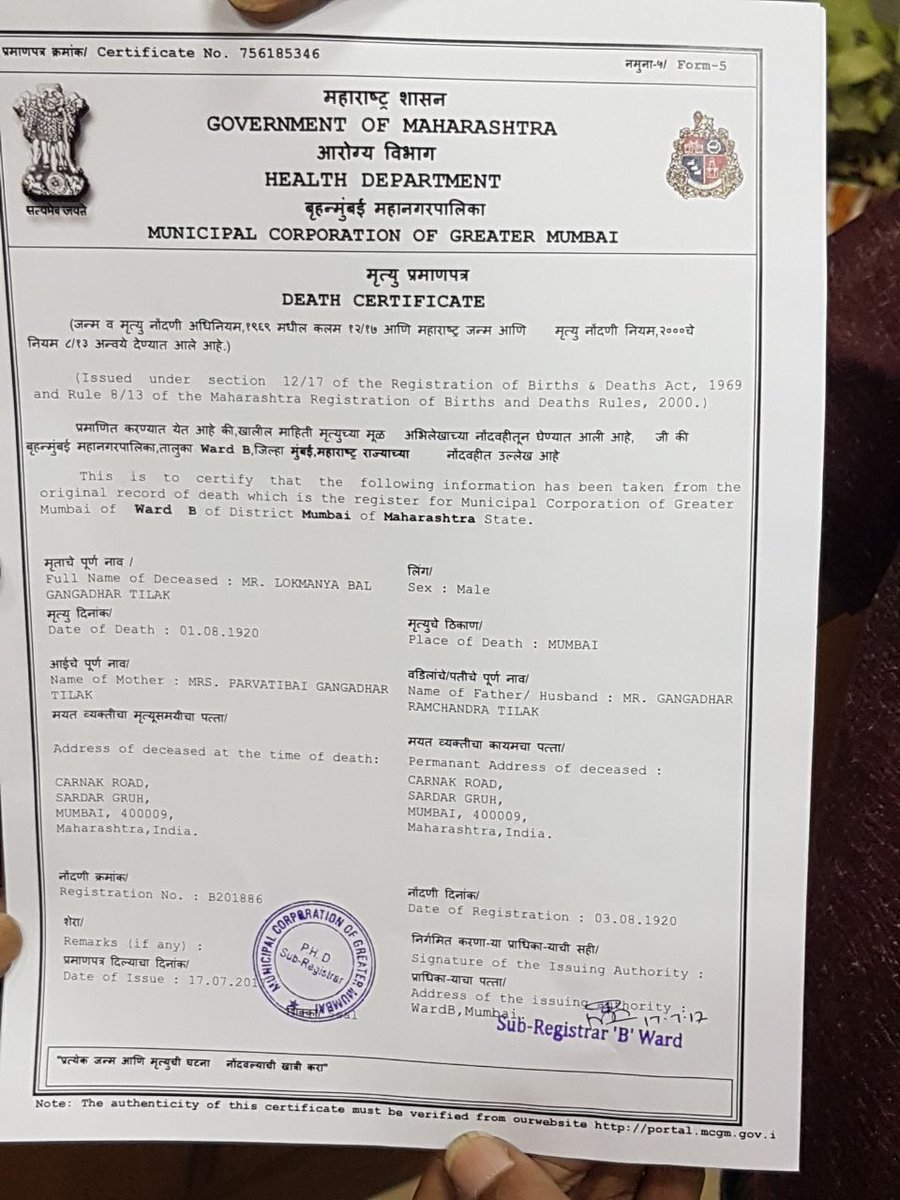 प्रमाणपत्र क्रमांक/ Certificate No. 756185346
नमुना-५/ Form-5
महाराष्ट्र शासन
GOVERNMENT OF MAHARASHTRA
आरोग्य विभाग
HEALTH DEPARTMENT
बृहन्मुंबई महानगरपालिका
MUNICIPAL CORPORATION OF GREATER MUMBAI
सत्यमेव जयते
मृत्यु प्रमाणपत्र
DEATH CERTIFICATE
(जन्म व मृत्यु नोंदणी अधिनियम,१९६९ मधील कलम १२/१७ आणि महाराष्ट्र जन्म आणि मृत्यु नोंदणी नियम,२०००चे
नियम ८/१३ अन्वये देण्यात आले आहे.)
(Issued under section 12/17 of the Registration of Births & Deaths Act, 1969
and Rule 8/13 of the Maharashtra Registration of Births and Deaths Rules, 2000.)
प्रमाणित करण्यात येत आहे की,खालील माहिती मृत्युच्या मूळ अभिलेखाच्या नोंदवहीतून घेण्यात आली आहे, जी की
बृहन्मुंबई महानगरपालिका,तालुका Ward B,जिल्हा मुंबई,महाराष्ट्र राज्याच्या नोंदवहीत उल्लेख आहे
This is to certify that the following information has been taken from the
original record of death which is the register for Municipal Corporation of Greater
Mumbai of Ward B of District Mumbai of Maharashtra State.
मृताचे पूर्ण नाव /
Full Name of Deceased : MR. LOKMANYA BAL
GANGADHAR TILAK
लिंग/
Sex : Male
मृत्यु दिनांक/
Date of Death : 01.08.1920
मृत्युचे ठिकाण/
Place of Death : MUMBAI
आईचे पूर्ण नाव/
Name of Mother : MRS. PARVATIBAI GANGADHAR
TILAK
वडिलांचे/पतीचे पूर्ण नाव/
Name of Father/ Husband : MR. GANGADHAR
RAMCHANDRA TILAK
मयत व्यक्तीचा मृत्यूसमयीचा पत्ता/
Address of deceased at the time of death:
CARNAK ROAD,
SARDAR GRUH,
MUMBAI, 400009,
Maharashtra,India.
मयत व्यक्तीचा कायमचा पत्ता/
Permanant Address of deceased :
CARNAK ROAD,
SARDAR GRUH,
MUMBAI, 400009,
Maharashtra,India.
नोंदणी क्रमांक/
Registration No. : B201886
नोंदणी दिनांक/
Date of Registration : 03.08.1920
शेरा/
Remarks (if any) :
प्रमाणपत्र दिल्याचा दिनांक/
Date of Issue : 17.07.201
निर्गमित करणा-या प्राधिका-याची सही/
Signature of the Issuing Authority :
प्राधिका-याचा पत्ता/
Address of the issuing authority :
WardB,Mumbai.
MUNICIPAL CORPORATION OF GREATER MUMBAI
P.H.D
Sub-Registrar
17.7.17
Sub-Registrar 'B' Ward
"प्रत्येक जन्म आणि मृत्युची घटना नोंदवल्याची खात्री करा"
Note: The authenticity of this certificate must be verified from ourwebsite http://portal.mcgm.gov.i